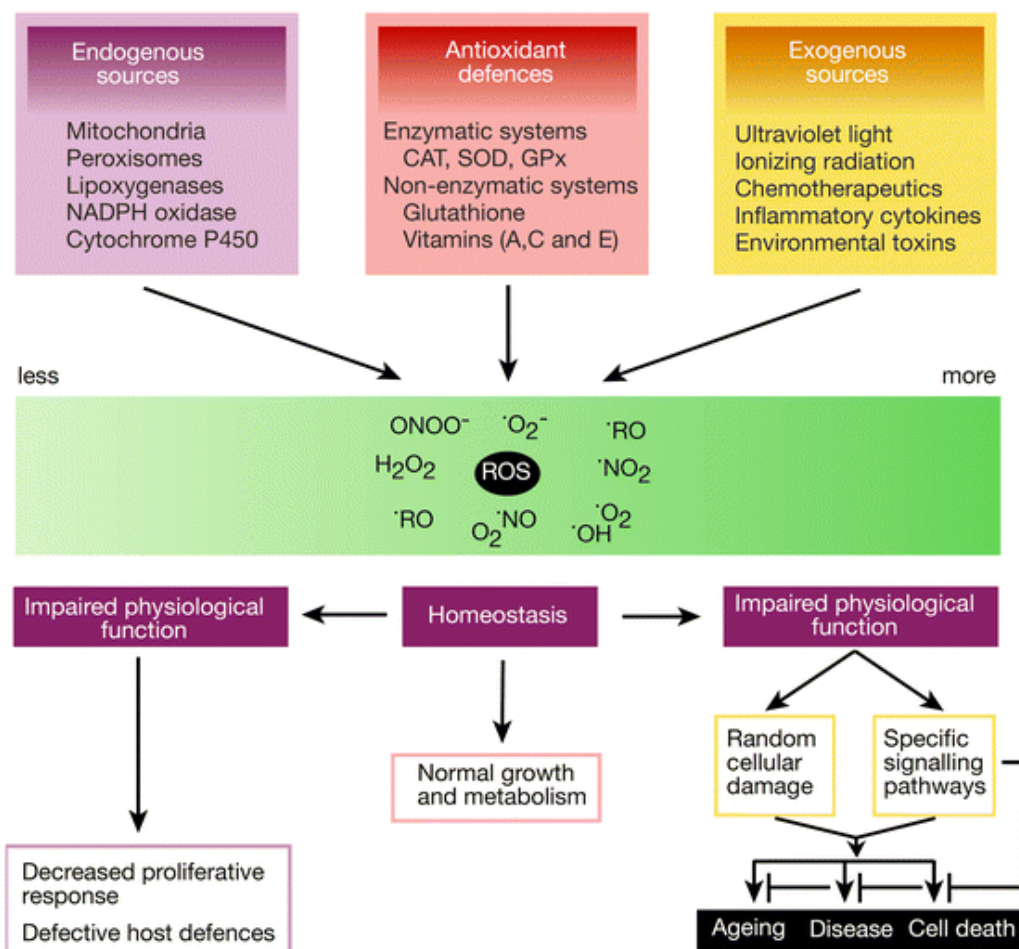 Endogenous
sources
Mitochondria
Peroxisomes
Lipoxygenases
NADPH oxidase
Cytochrome P450
Antioxidant
defences
Enzymatic systems
CAT, SOD, GPx
Non-enzymatic systems
Glutathione
Vitamins (A,C and E)
Exogenous
sources
Ultraviolet light
Ionizing radiation
Chemotherapeutics
Inflammatory cytokines
Environmental toxins
less
more
ONOO⁻ ·O₂⁻ ·RO
H₂O₂ ROS ·NO₂
·RO O₂ ·NO ·OH ·O₂
Impaired physiological
function
Homeostasis
Impaired physiological
function
Normal growth
and metabolism
Random
cellular
damage
Specific
signalling
pathways
Decreased proliferative
response
Defective host defences
Ageing Disease Cell death